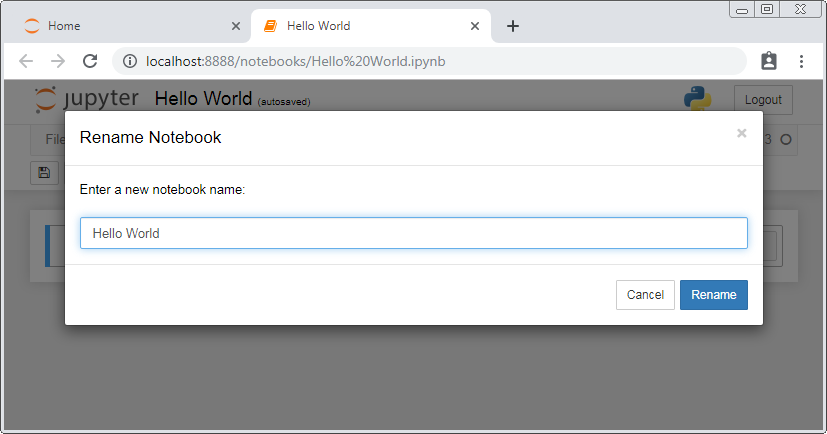 Home
Hello World
localhost:8888/notebooks/Hello%20World.ipynb
jupyter Hello World (autosaved)
Logout
Rename Notebook
File
3
Enter a new notebook name:
Hello World
Cancel Rename